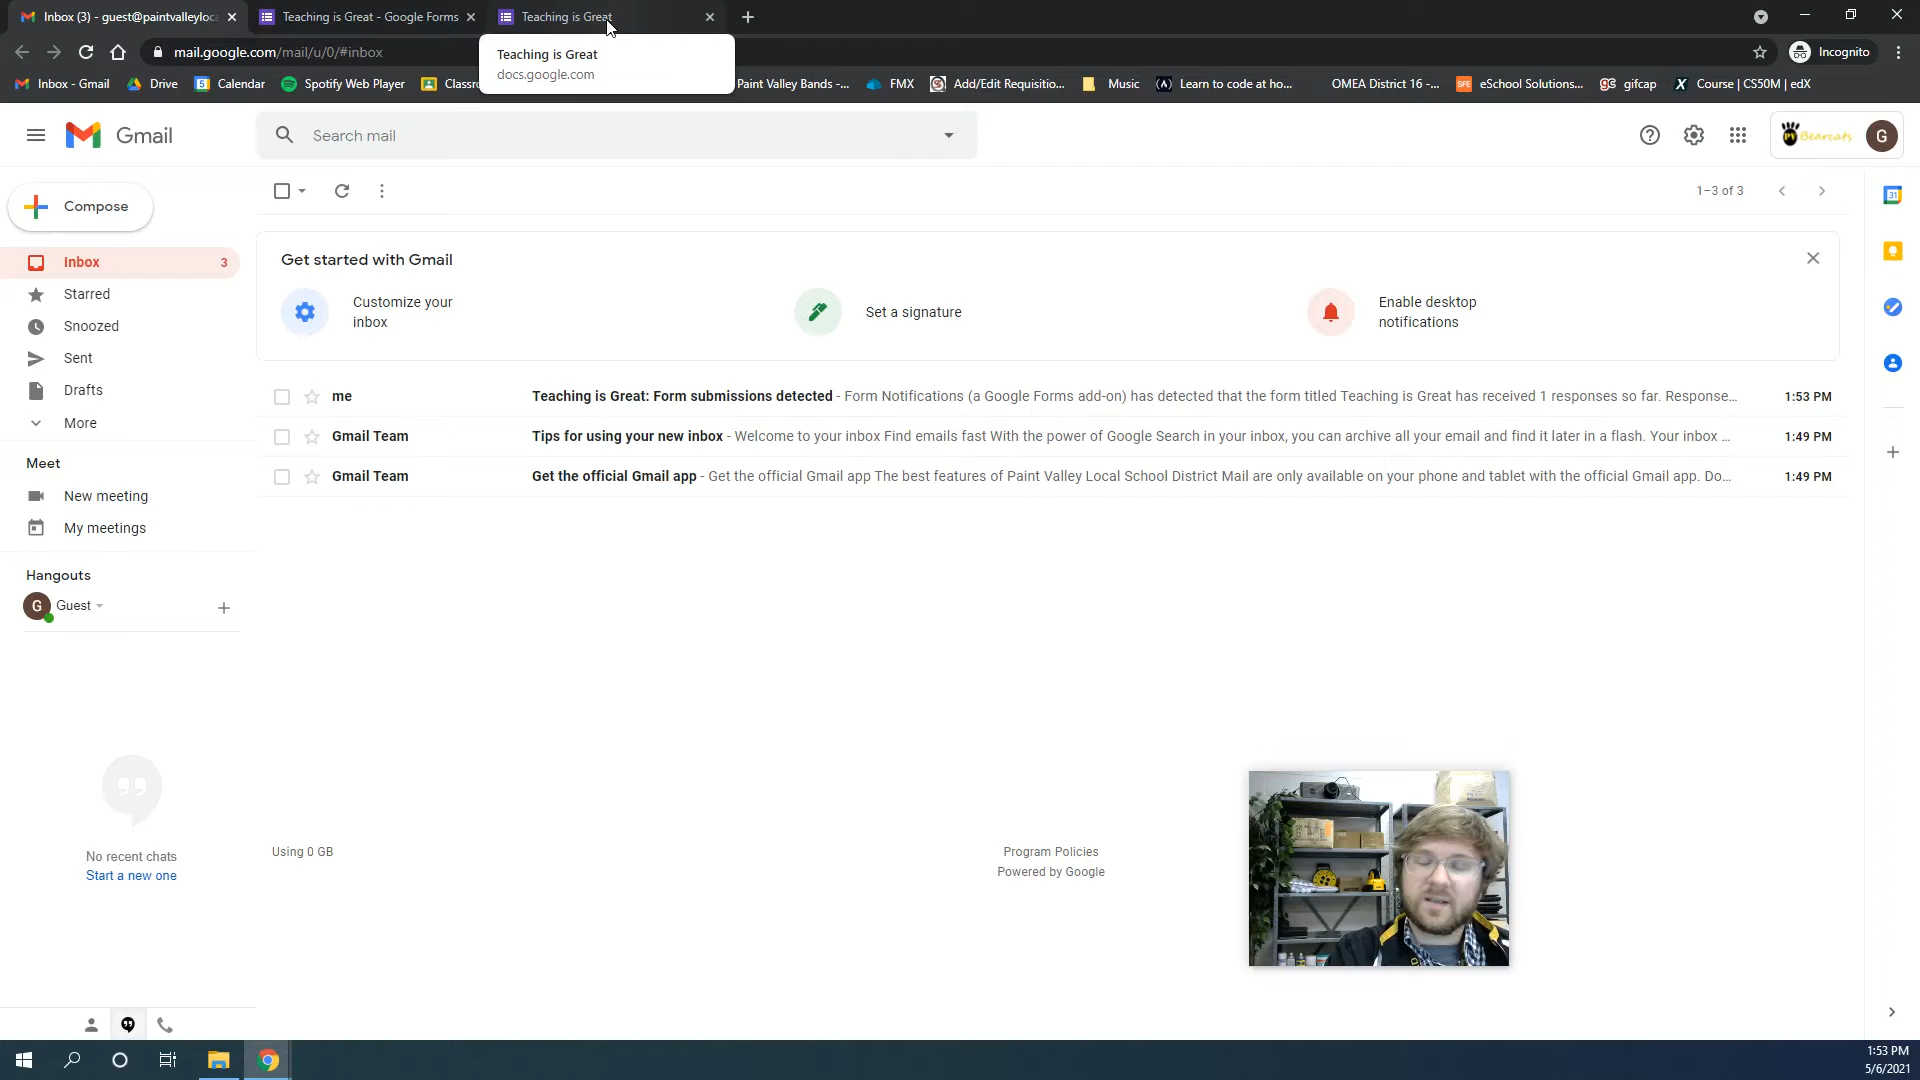 Inbox (3) - guest@paintvalleyloca
Teaching is Great - Google Forms
Teaching is Great
mail.google.com/mail/u/0/#inbox
Teaching is Great
docs.google.com
Incognito
Inbox - Gmail
Drive
Calendar
Spotify Web Player
Paint Valley Bands -...
FMX
Add/Edit Requisitio...
Music
Learn to code at ho...
OMEA District 16 -...
eSchool Solutions...
gifcap
Course | CS50M | edX
Gmail
Search mail
Bearcats
G
Compose
1–3 of 3
Inbox
3
Starred
Snoozed
Sent
Drafts
More
Get started with Gmail
Customize your
inbox
Set a signature
Enable desktop
notifications
me Teaching is Great: Form submissions detected - Form Notifications (a Google Forms add-on) has detected that the form titled Teaching is Great has received 1 responses so far. Response... 1:53 PM
Gmail Team Tips for using your new inbox - Welcome to your inbox Find emails fast With the power of Google Search in your inbox, you can archive all your email and find it later in a flash. Your inbox ... 1:49 PM
Gmail Team Get the official Gmail app - Get the official Gmail app The best features of Paint Valley Local School District Mail are only available on your phone and tablet with the official Gmail app. Do... 1:49 PM
Meet
New meeting
My meetings
Hangouts
G
Guest
No recent chats
Start a new one
Using 0 GB
Program Policies
Powered by Google
1:53 PM
5/6/2021